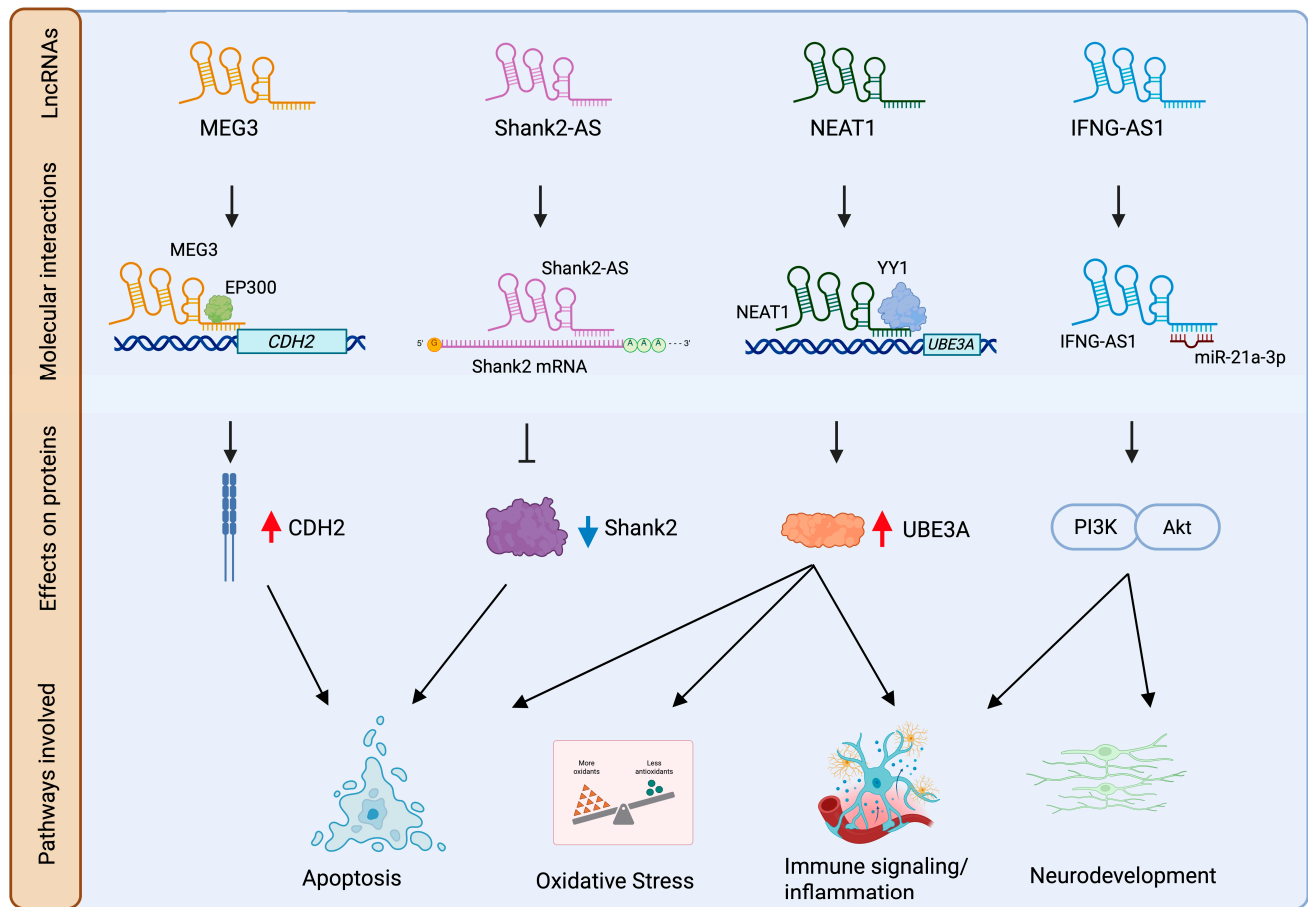 LncRNAs
MEG3
Shank2-AS
NEAT1
IFNG-AS1
Molecular interactions
MEG3
EP300
CDH2
Shank2-AS
5' G A A A 3'
Shank2 mRNA
YY1
NEAT1
UBE3A
IFNG-AS1
miR-21a-3p
Effects on proteins
CDH2
Shank2
UBE3A
PI3K
Akt
Pathways involved
More
oxidants
Less
antioxidants
Apoptosis
Oxidative Stress
Immune signaling/
inflammation
Neurodevelopment